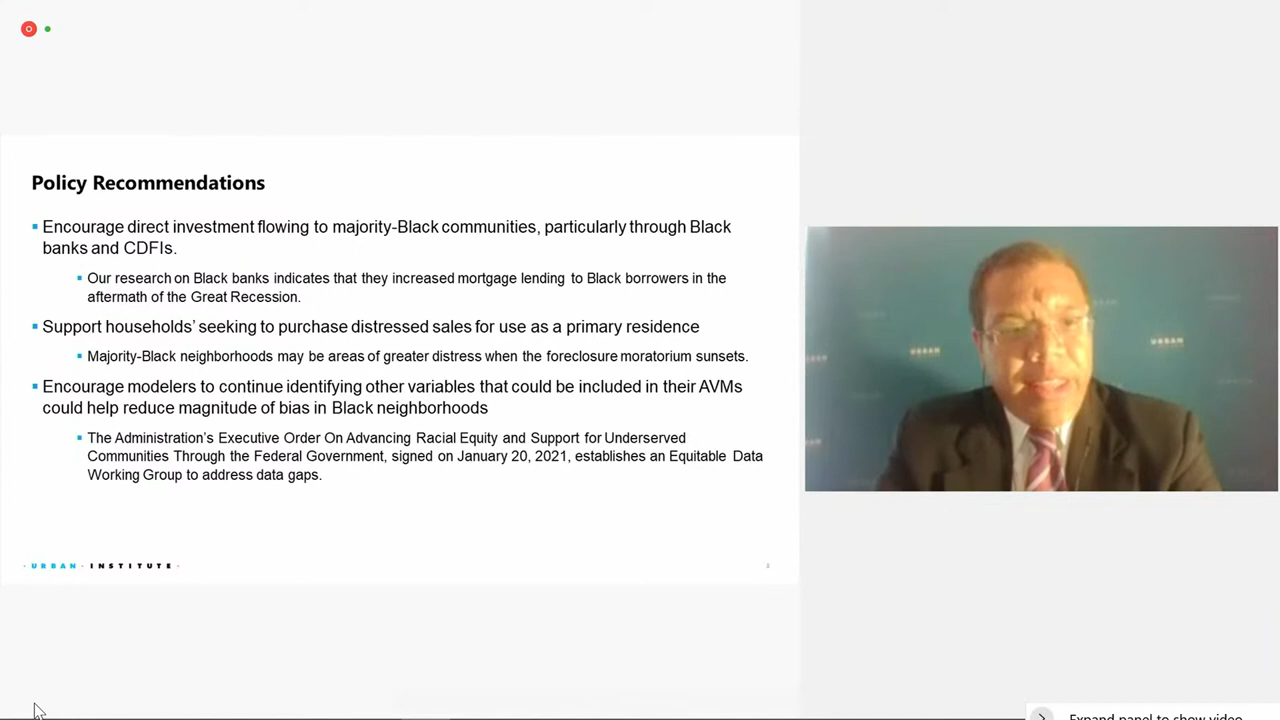 Policy Recommendations
Encourage direct investment flowing to majority-Black communities, particularly through Black
banks and CDFIs.
Our research on Black banks indicates that they increased mortgage lending to Black borrowers in the
aftermath of the Great Recession.
Support households’ seeking to purchase distressed sales for use as a primary residence
Majority-Black neighborhoods may be areas of greater distress when the foreclosure moratorium sunsets.
Encourage modelers to continue identifying other variables that could be included in their AVMs
could help reduce magnitude of bias in Black neighborhoods
The Administration’s Executive Order On Advancing Racial Equity and Support for Underserved
Communities Through the Federal Government, signed on January 20, 2021, establishes an Equitable Data
Working Group to address data gaps.
· URBAN · INSTITUTE ·
URBAN
URBAN
Expand panel to show video